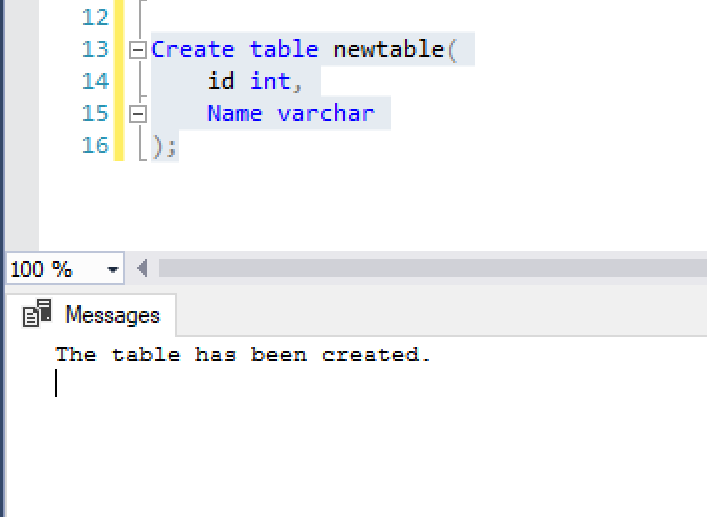 12
13 Create table newtable(
14 id int,
15 Name varchar
16 );
100 %
Messages
The table has been created.